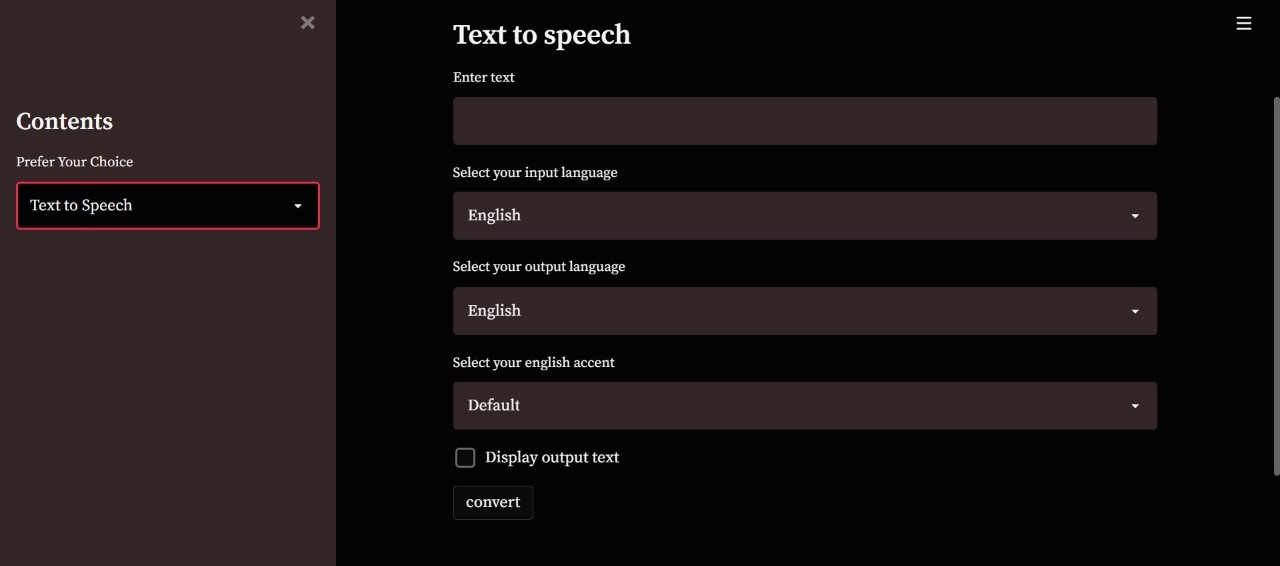 Contents
Prefer Your Choice
Text to Speech
Text to speech
Enter text
Select your input language
English
Select your output language
English
Select your english accent
Default
Display output text
convert